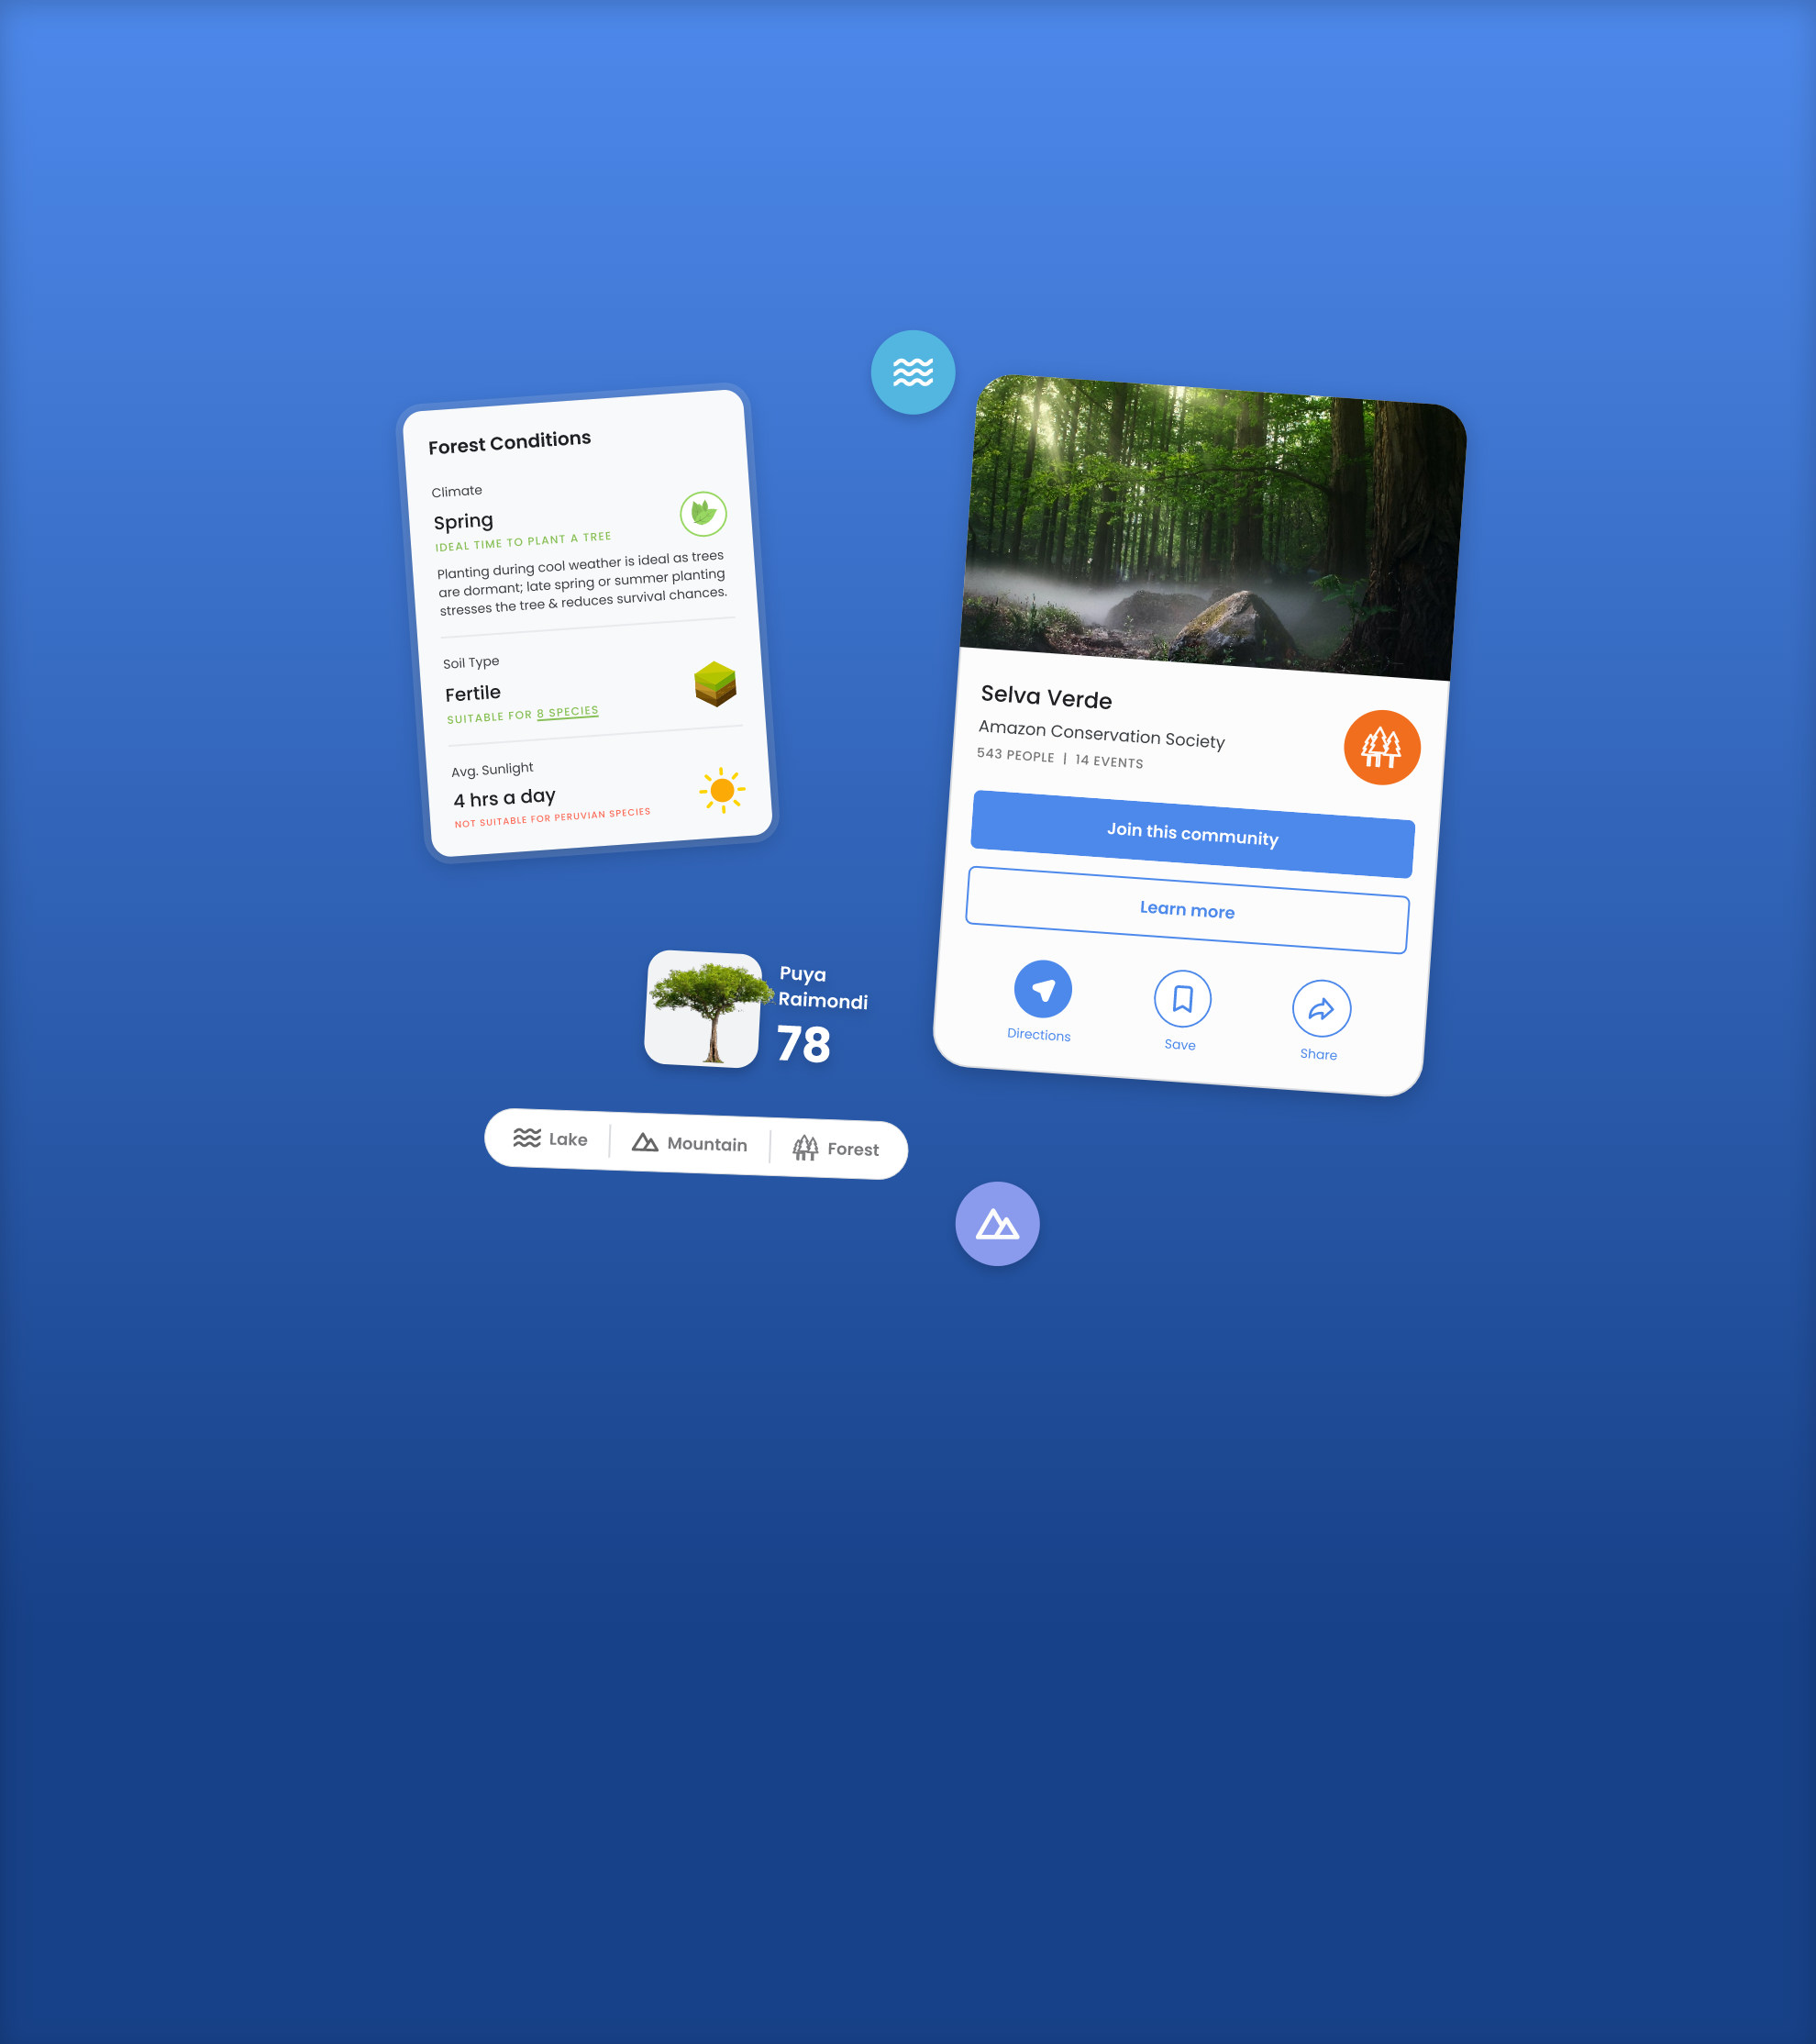 Forest Conditions
Climate
Spring
IDEAL TIME TO PLANT A TREE
Planting during cool weather is ideal as trees
are dormant; late spring or summer planting
stresses the tree & reduces survival chances.
Soil Type
Fertile
SUITABLE FOR 8 SPECIES
Avg. Sunlight
4 hrs a day
NOT SUITABLE FOR PERUVIAN SPECIES
Selva Verde
Amazon Conservation Society
543 PEOPLE | 14 EVENTS
Join this community
Learn more
Directions
Save
Share
Puya
Raimondi
78
Lake
Mountain
Forest